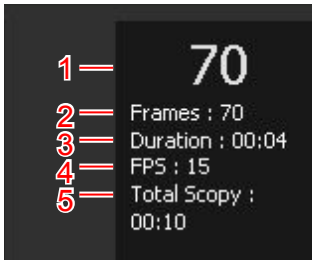 1 70
2 Frames : 70
3 Duration : 00:04
4 FPS : 15
5 Total Scopy :
00:10